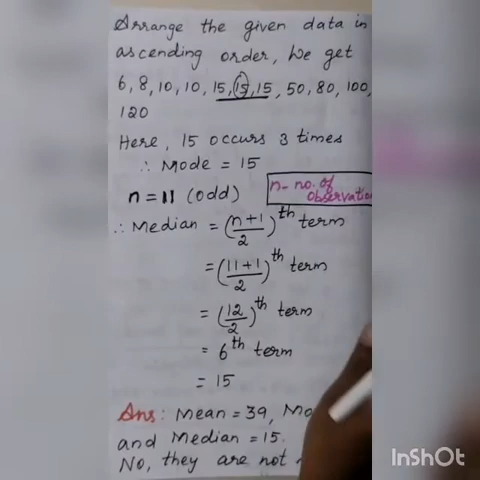 Arrange the given data in
ascending order, we get
6, 8, 10, 10, 15, 15, 15, 50, 80, 100,
120
Here, 15 occurs 3 times
∴ Mode = 15
n = 11 (odd)
n- no. of
Observation
∴ Median = (n+1/2)th term
= (11+1/2)th term
= (12/2)th term
= 6th term
= 15
Ans: Mean = 39, Mo
and Median = 15.
No, they are not
InShOt